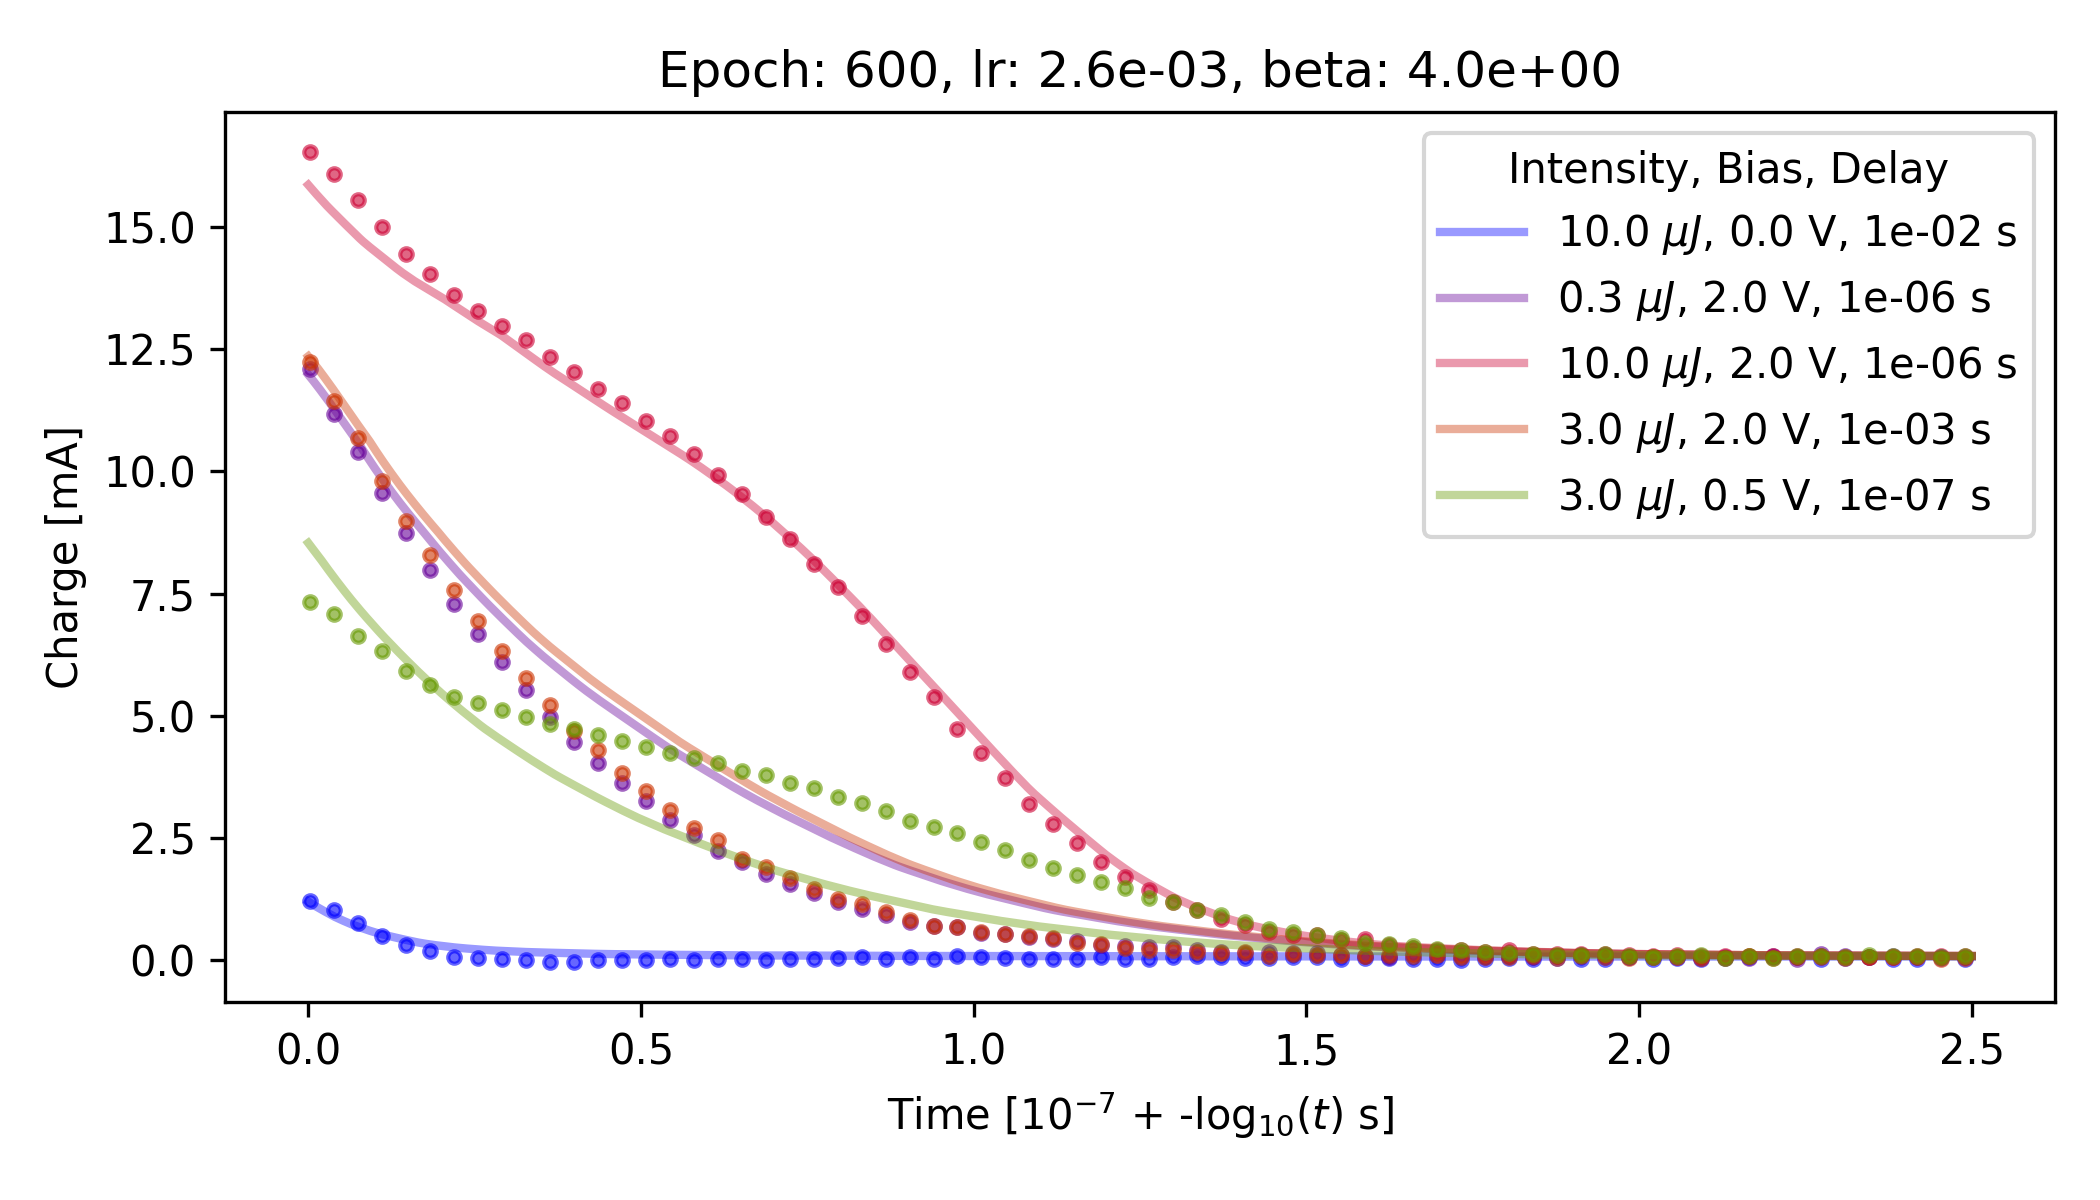 Epoch: 600, lr: 2.6e-03, beta: 4.0e+00
Intensity, Bias, Delay
10.0 μJ, 0.0 V, 1e-02 s
0.3 μJ, 2.0 V, 1e-06 s
10.0 μJ, 2.0 V, 1e-06 s
3.0 μJ, 2.0 V, 1e-03 s
3.0 μJ, 0.5 V, 1e-07 s
Charge [mA]
15.0
12.5
10.0
7.5
5.0
2.5
0.0
0.0 0.5 1.0 1.5 2.0 2.5
Time [10⁻⁷ + -log₁₀(t) s]